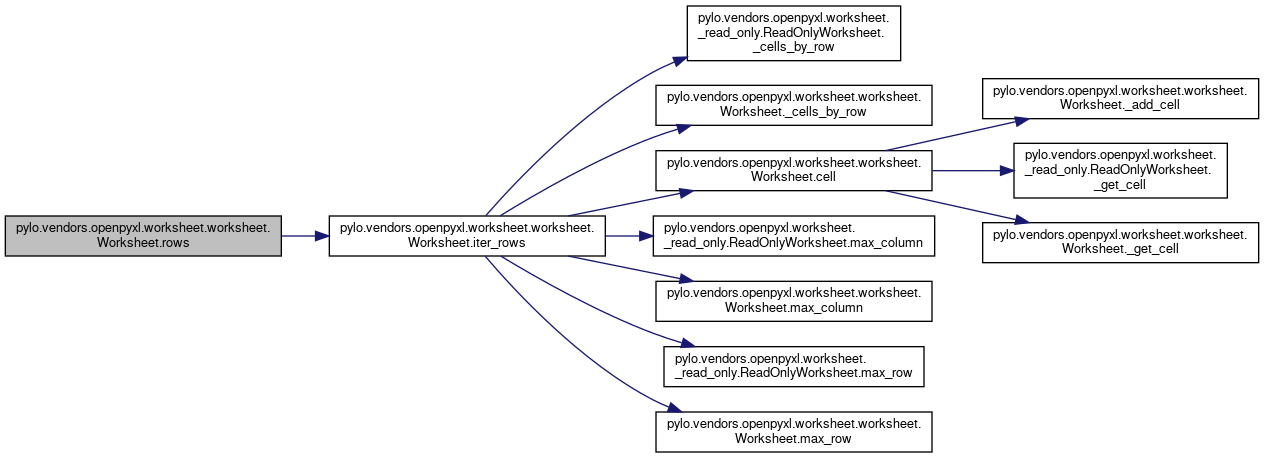 pylo.vendors.openpyxl.worksheet.worksheet.
Worksheet.rows
pylo.vendors.openpyxl.worksheet.worksheet.
Worksheet.iter_rows
pylo.vendors.openpyxl.worksheet.
_read_only.ReadOnlyWorksheet.
_cells_by_row
pylo.vendors.openpyxl.worksheet.worksheet.
Worksheet._cells_by_row
pylo.vendors.openpyxl.worksheet.worksheet.
Worksheet.cell
pylo.vendors.openpyxl.worksheet.
_read_only.ReadOnlyWorksheet.max_column
pylo.vendors.openpyxl.worksheet.worksheet.
Worksheet.max_column
pylo.vendors.openpyxl.worksheet.
_read_only.ReadOnlyWorksheet.max_row
pylo.vendors.openpyxl.worksheet.worksheet.
Worksheet.max_row
pylo.vendors.openpyxl.worksheet.worksheet.
Worksheet._add_cell
pylo.vendors.openpyxl.worksheet.
_read_only.ReadOnlyWorksheet.
_get_cell
pylo.vendors.openpyxl.worksheet.worksheet.
Worksheet._get_cell